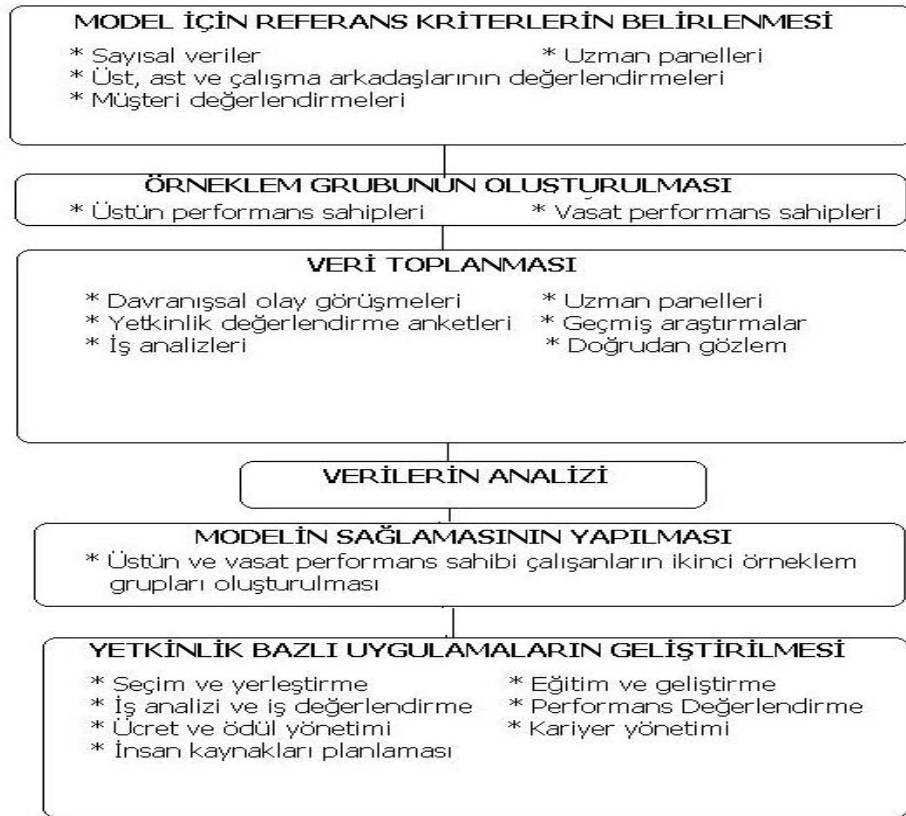 MODEL İÇİN REFERANS KRİTERLERİN BELİRLENMESİ
* Sayısal veriler * Uzman panelleri
* Üst, ast ve çalışma arkadaşlarının değerlendirmeleri
* Müşteri değerlendirmeleri
ÖRNEKLEM GRUBUNUN OLUŞTURULMASI
* Üstün performans sahipleri * Vasat performans sahipleri
VERİ TOPLANMASI
* Davranışsal olay görüşmeleri * Uzman panelleri
* Yetkinlik değerlendirme anketleri * Geçmiş araştırmalar
* İş analizleri * Doğrudan gözlem
VERİLERİN ANALİZİ
MODELİN SAĞLAMASININ YAPILMASI
* Üstün ve vasat performans sahibi çalışanların ikinci örneklem
grupları oluşturulması
YETKİNLİK BAZLI UYGULAMALARIN GELİŞTİRİLMESİ
* Seçim ve yerleştirme * Eğitim ve geliştirme
* İş analizi ve iş değerlendirme * Performans Değerlendirme
* Ücret ve ödül yönetimi * Kariyer yönetimi
* İnsan kaynakları planlaması